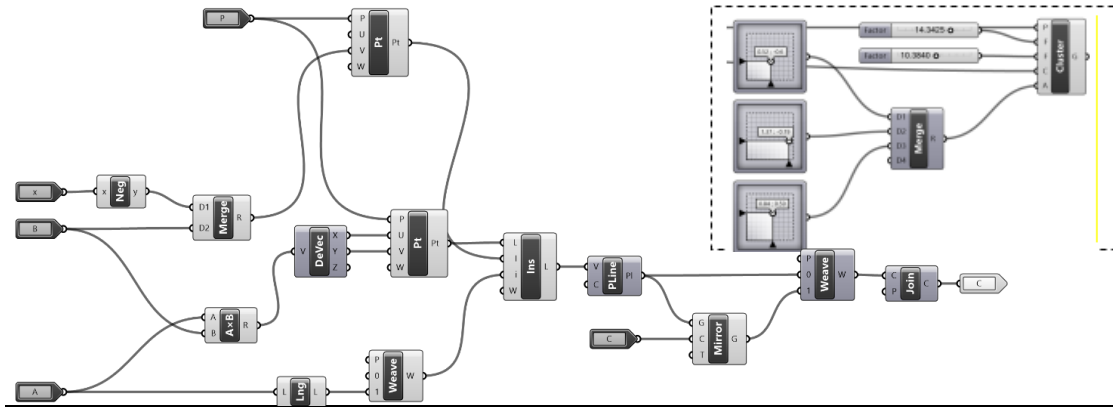 P
P
U
V
W
Pt
Pt
x
x
Neg
y
D1
D2
Merge
R
B
V
DeVec
X
Y
Z
P
U
V
W
Pt
Pt
L
I
i
W
Ins
L
A
B
A×B
R
A
L
Lng
L
P
0
1
Weave
W
V
C
PLine
Pl
C
G
C
T
Mirror
G
P
0
1
Weave
W
C
P
Join
C
C
Factor 14.3425
Factor 10.3840
P
F
F
C
A
Cluster
G
D1
D2
D3
D4
Merge
R